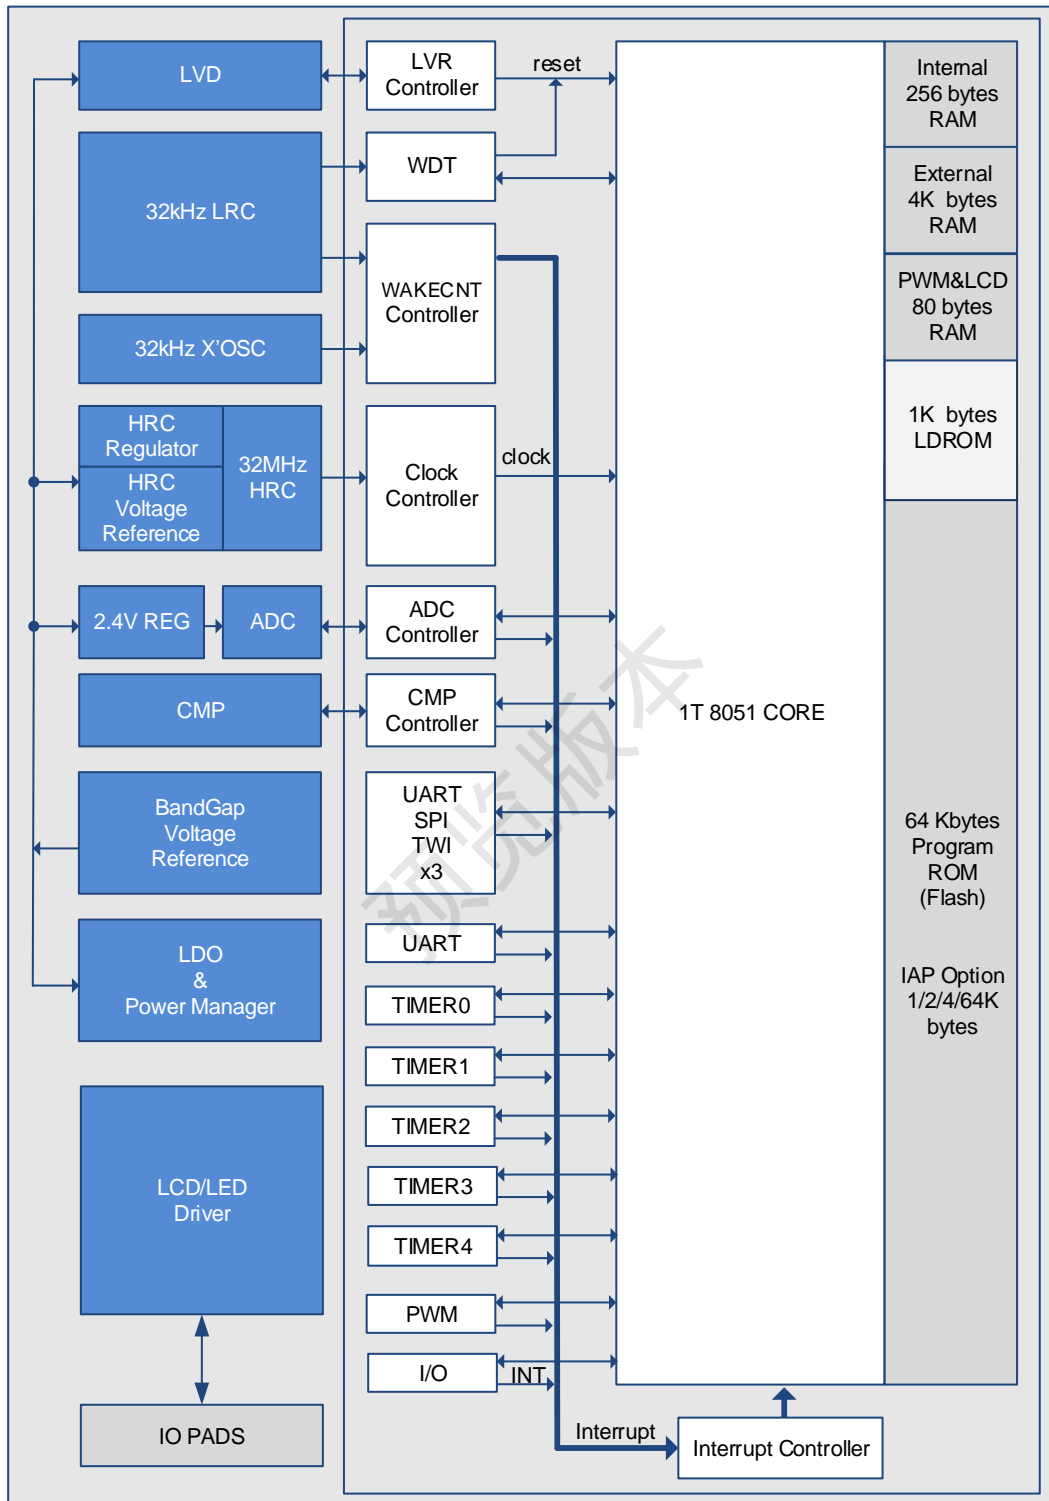 LVD
LVR
Controller
reset
Internal
256 bytes
RAM
32kHz LRC
WDT
External
4K bytes
RAM
WAKECNT
Controller
PWM&LCD
80 bytes
RAM
32kHz X'OSC
1K bytes
LDROM
HRC
Regulator
HRC
Voltage
Reference
32MHz
HRC
Clock
Controller
clock
2.4V REG
ADC
ADC
Controller
CMP
CMP
Controller
1T 8051 CORE
BandGap
Voltage
Reference
UART
SPI
TWI
x3
64 Kbytes
Program
ROM
(Flash)
IAP Option
1/2/4/64K
bytes
UART
LDO
&
Power Manager
TIMER0
TIMER1
TIMER2
LCD/LED
Driver
TIMER3
TIMER4
PWM
I/O
INT
IO PADS
Interrupt
Interrupt Controller
预览版本